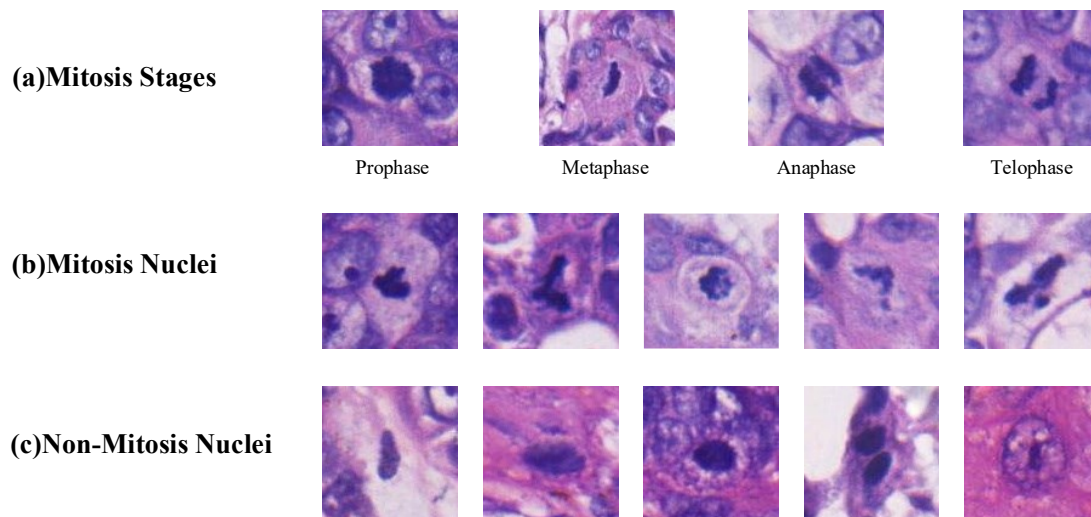 (a)Mitosis Stages
Prophase
Metaphase
Anaphase
Telophase
(b)Mitosis Nuclei
(c)Non-Mitosis Nuclei